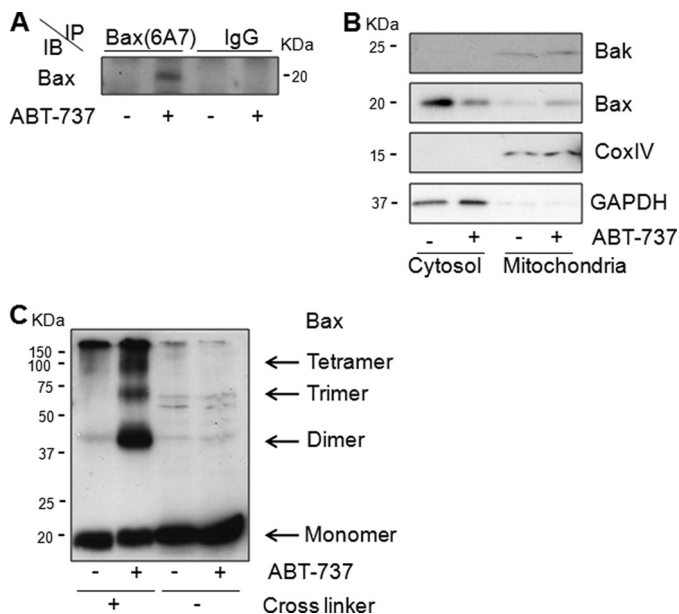 A
IP
IB
Bax(6A7) IgG
KDa
Bax
-20
ABT-737 - + - +
B
KDa
25 -
Bak
20 -
Bax
15 -
CoxIV
37 -
GAPDH
- + - + ABT-737
Cytosol Mitochondria
C
KDa
Bax
150 -
100 -
Tetramer
75 -
Trimer
50 -
Dimer
37 -
25 -
20 -
Monomer
- + - + ABT-737
+ - Cross linker